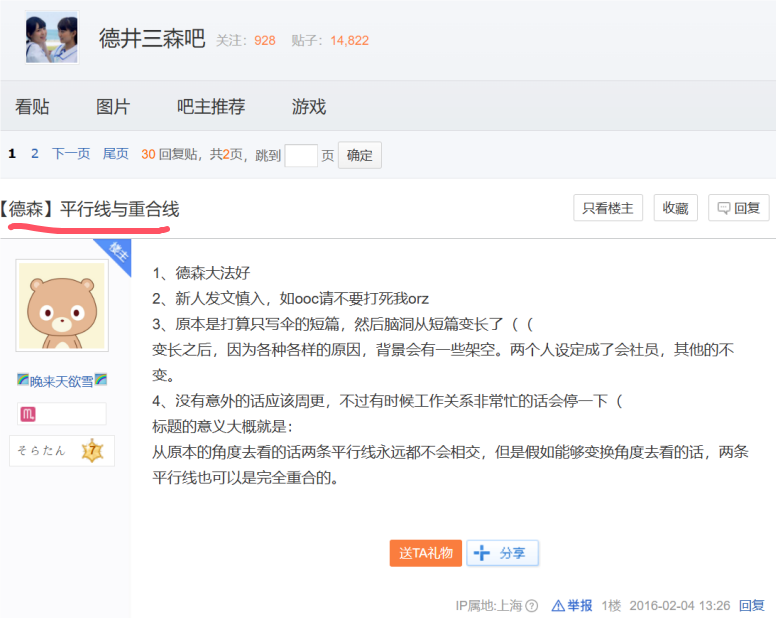 德井三森吧 关注：928 贴子：14,822
看贴 图片 吧主推荐 游戏
1 2 下一页 尾页 30回复贴，共2页，跳到 页 确定
【德森】平行线与重合线 只看楼主 收藏 回复
楼主
1、德森大法好
2、新人发文慎入，如ooc请不要打死我orz
3、原本是打算只写伞的短篇，然后脑洞从短篇变长了（（
变长之后，因为各种各样的原因，背景会有一些架空。两个人设定成了会社员，其他的不
变。
4、没有意外的话应该周更，不过有时候工作关系非常忙的话会停一下（
标题的意义大概就是：
从原本的角度去看的话两条平行线永远都不会相交，但是假如能够变换角度去看的话，两条
平行线也可以是完全重合的。
晚来天欲雪
そらたん 7
送TA礼物 分享
IP属地:上海 举报 1楼 2016-02-04 13:26 回复